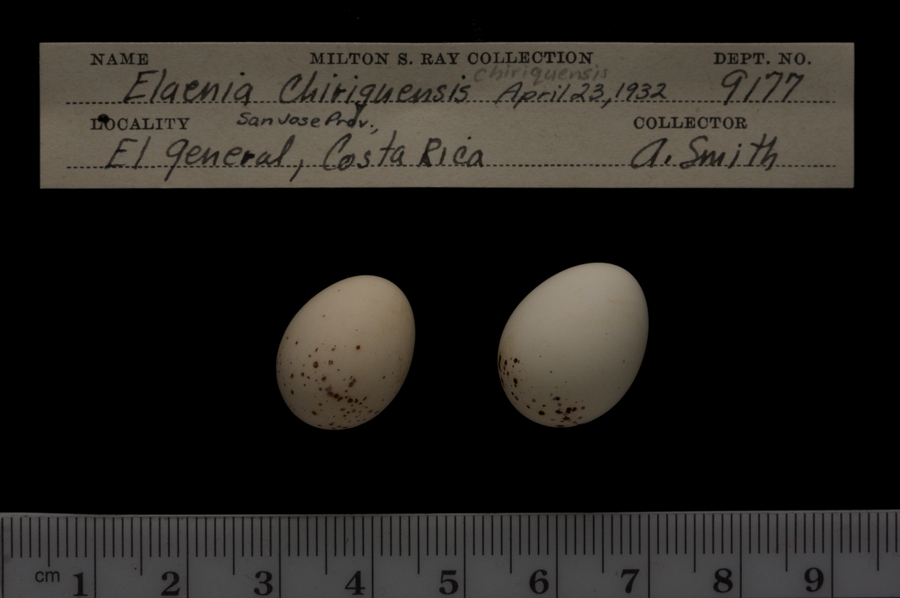 NAME MILTON S. RAY COLLECTION DEPT. NO.
chiriquensis
Elaenia Chiriguensis April 23, 1932 9177
LOCALITY San Jose Prov., COLLECTOR
El General, Costa Rica A. Smith
cm 1 2 3 4 5 6 7 8 9